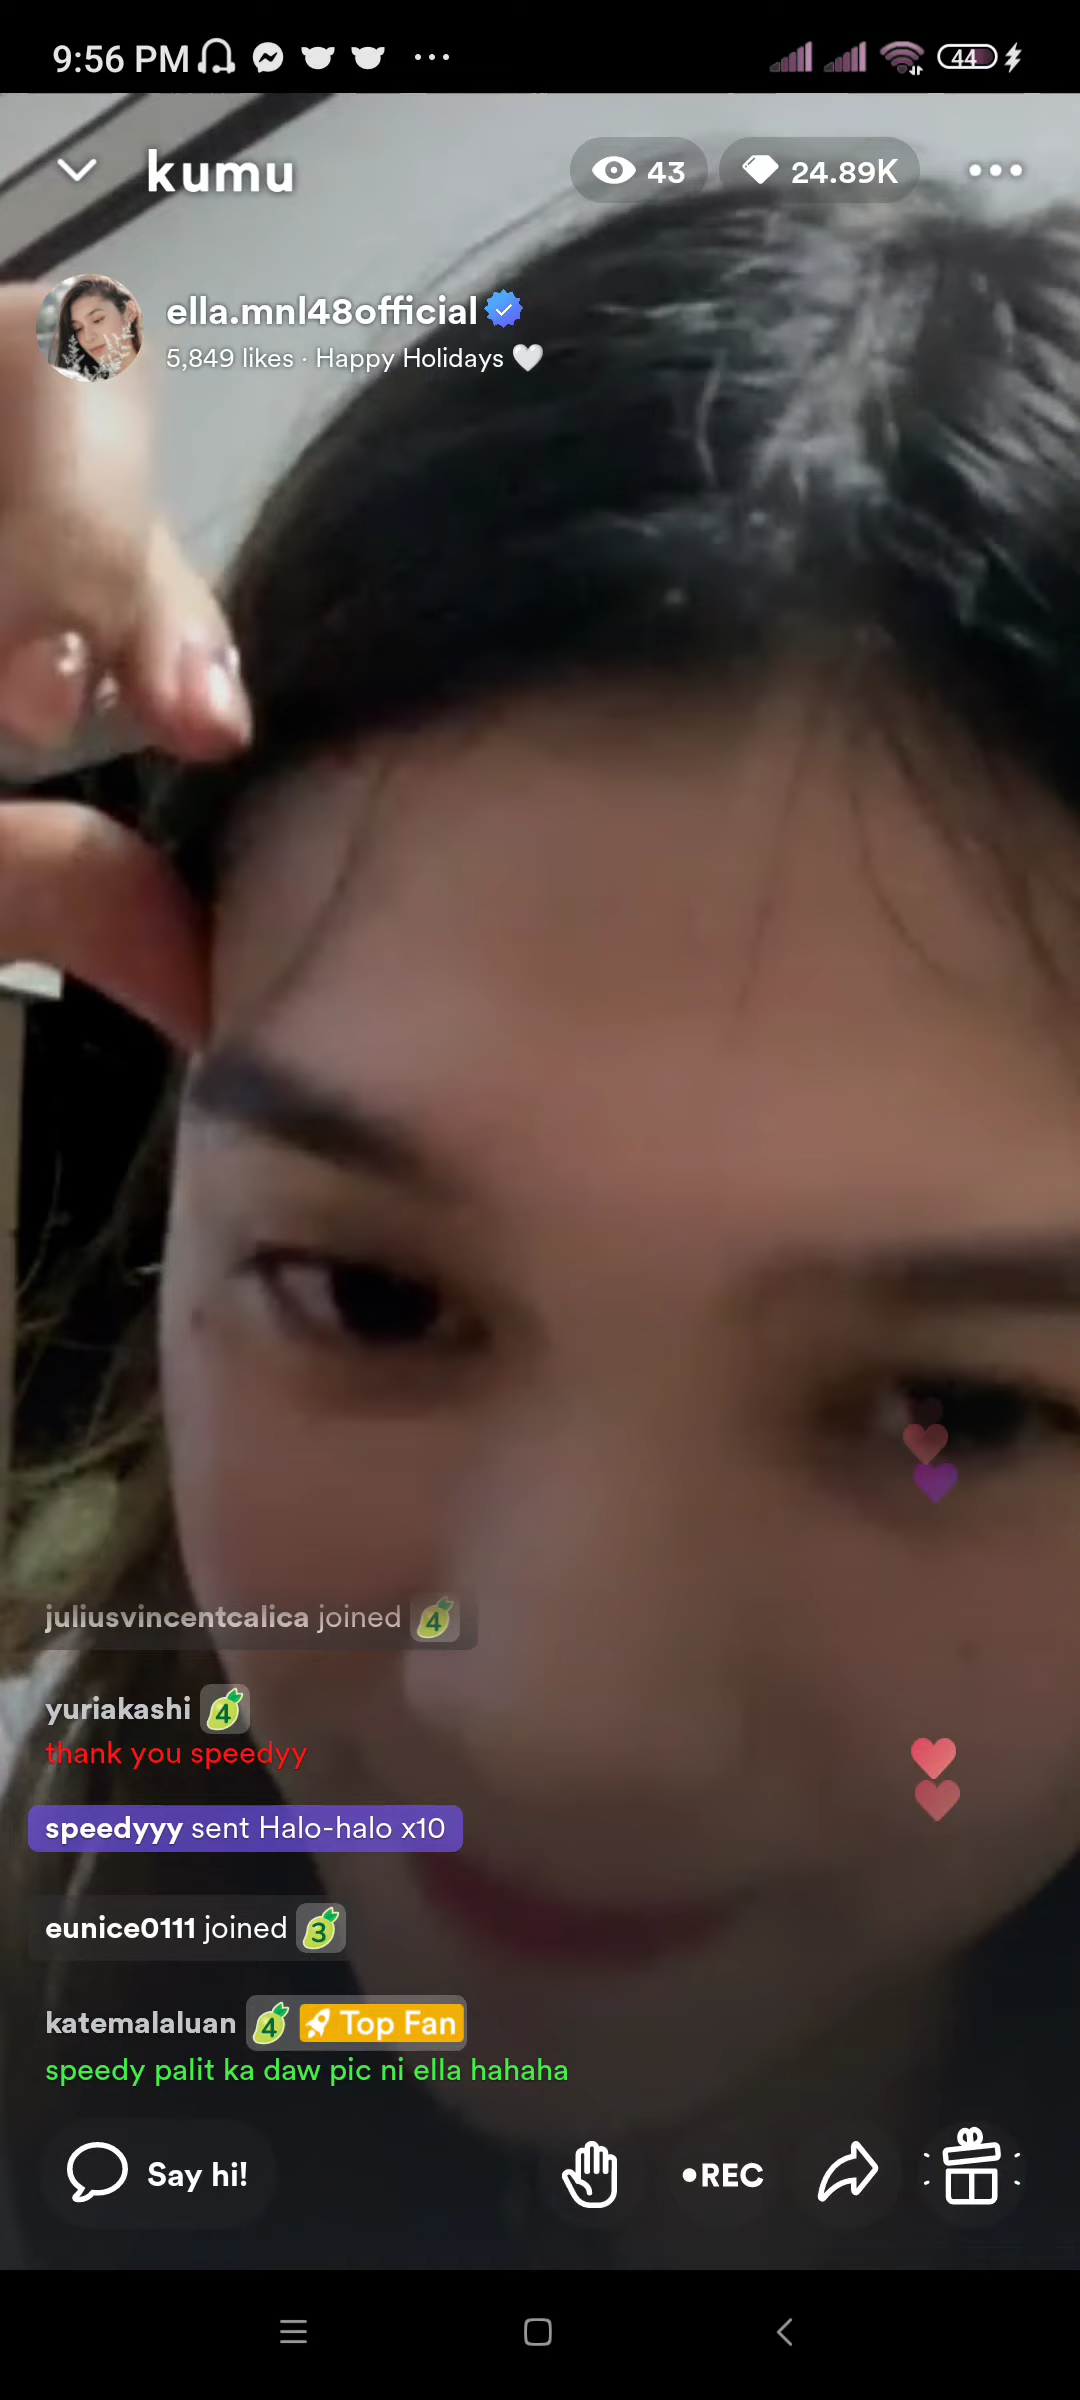 9:56 PM
44
kumu
43
24.89K
ella.mnl48official
5,849 likes · Happy Holidays 🤍
juliusvincentcalica joined 4
yuriakashi 4
thank you speedyy
speedyyy sent Halo-halo x10
eunice0111 joined 3
katemalaluan 4 Top Fan
speedy palit ka daw pic ni ella hahaha
Say hi!
•REC